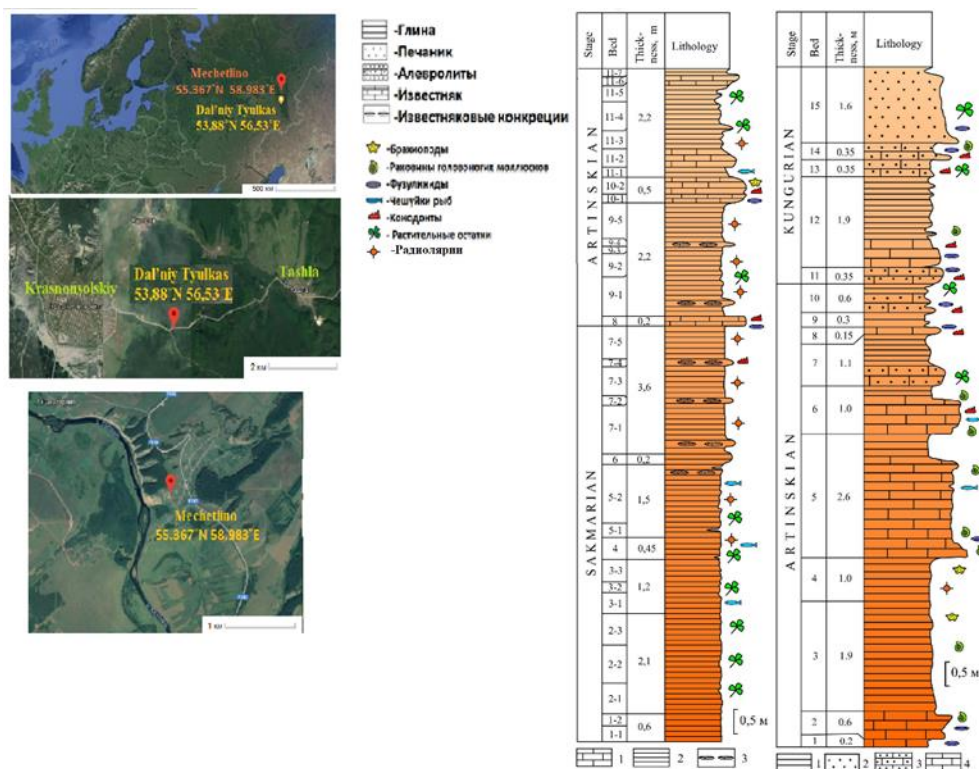 Mechetlino
55.367°N 58.983°E
Dal'niy Tyulkas
53,88°N 56,53°E
500 км
Krasnousolskiy
Dal'niy Tyulkas
53,88°N 56,53°E
Tashla
2 км
Mechetlino
55.367°N 58,983°E
1 км
-Глина
-Печаник
-Алевролиты
-Известняк
-Известняковые конкреции
-Брахиоподы
-Раковины головоногих моллюсков
-Фузулиниды
-Чешуйки рыб
-Конодонты
- Растительные остатки
-Радиолярии
Stage
Bed
Thick-
ness, m
Lithology
ARTINSKIAN
SAKMARIAN
11-7
11-6
11-5
11-4
2,2
11-3
11-2
11-1
10-2
0,5
10-1
9-5
9-4
9-3
2,2
9-2
9-1
8
0,2
7-5
7-4
7-3
3,6
7-2
7-1
6
0,2
5-2
1,5
5-1
4
0,45
3-3
3-2
1,2
3-1
2-3
2-2
2,1
2-1
1-2
0,6
1-1
0,5 м
1
2
3
Stage
Bed
Thick-
ness, м
Lithology
KUNGURIAN
ARTINSKIAN
15
1.6
14
0.35
13
0.35
12
1.9
11
0.35
10
0.6
9
0.3
8
0.15
7
1.1
6
1.0
5
2.6
4
1.0
3
1.9
2
0.6
1
0.2
0,5 м
1
2
3
4